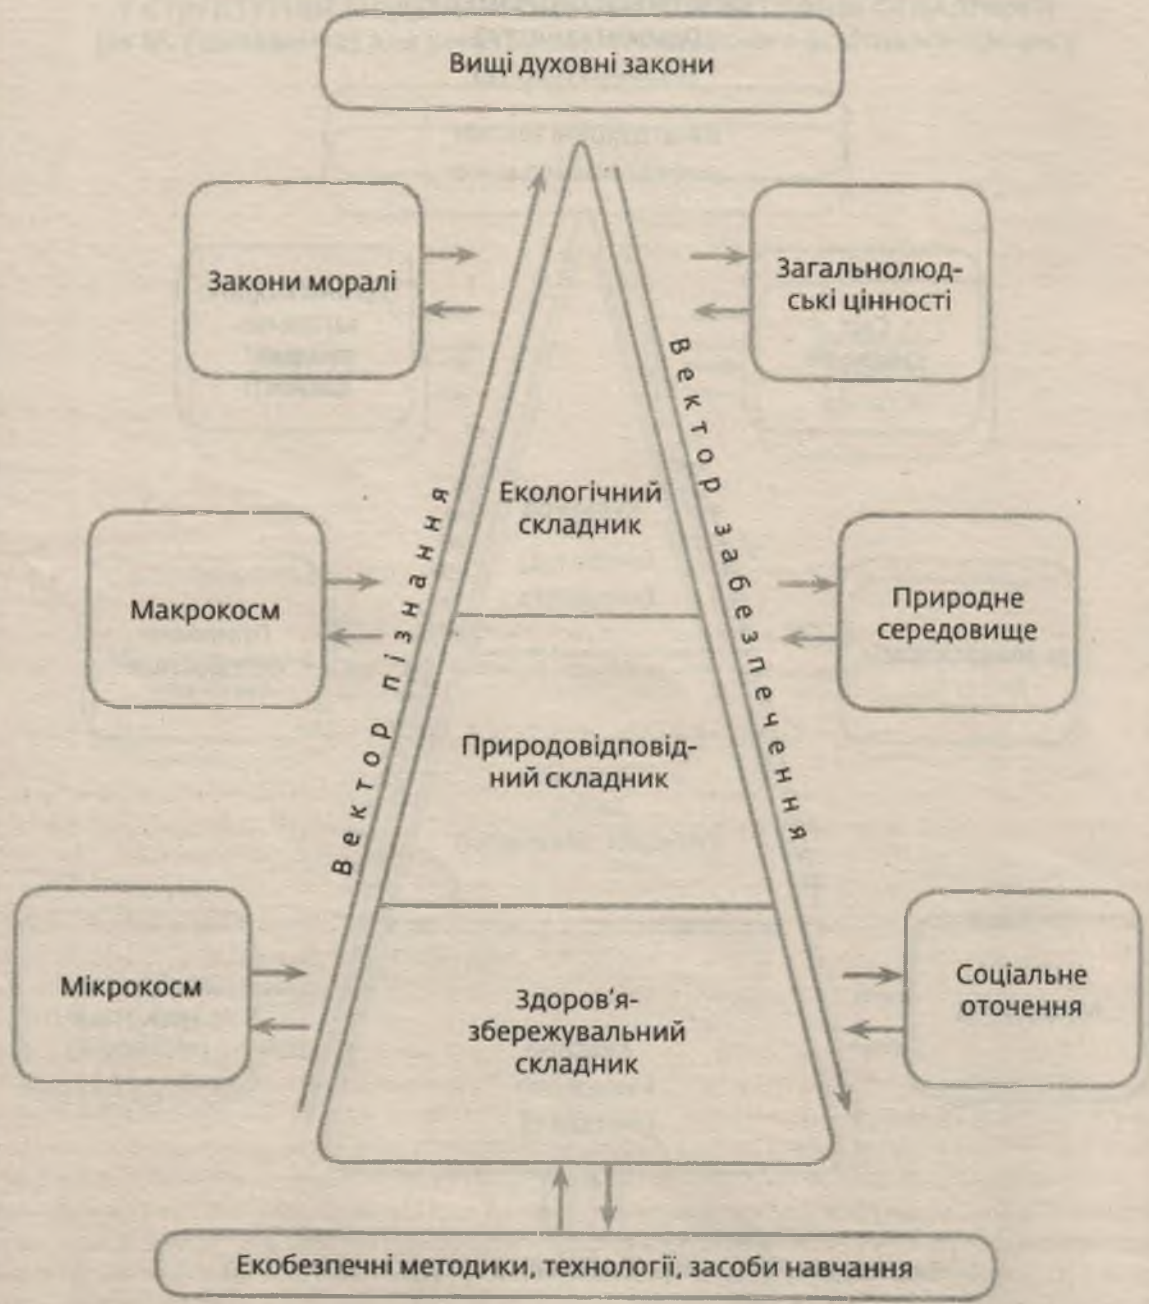 Вищі духовні закони
Закони моралі
Загальнолюд-
ські цінності
Вектор пізнання
Вектор забезпечення
Екологічний
складник
Макрокосм
Природне
середовище
Природовідповід-
ний складник
Мікрокосм
Здоров'я-
збережувальний
складник
Соціальне
оточення
Екобезпечні методики, технології, засоби навчання